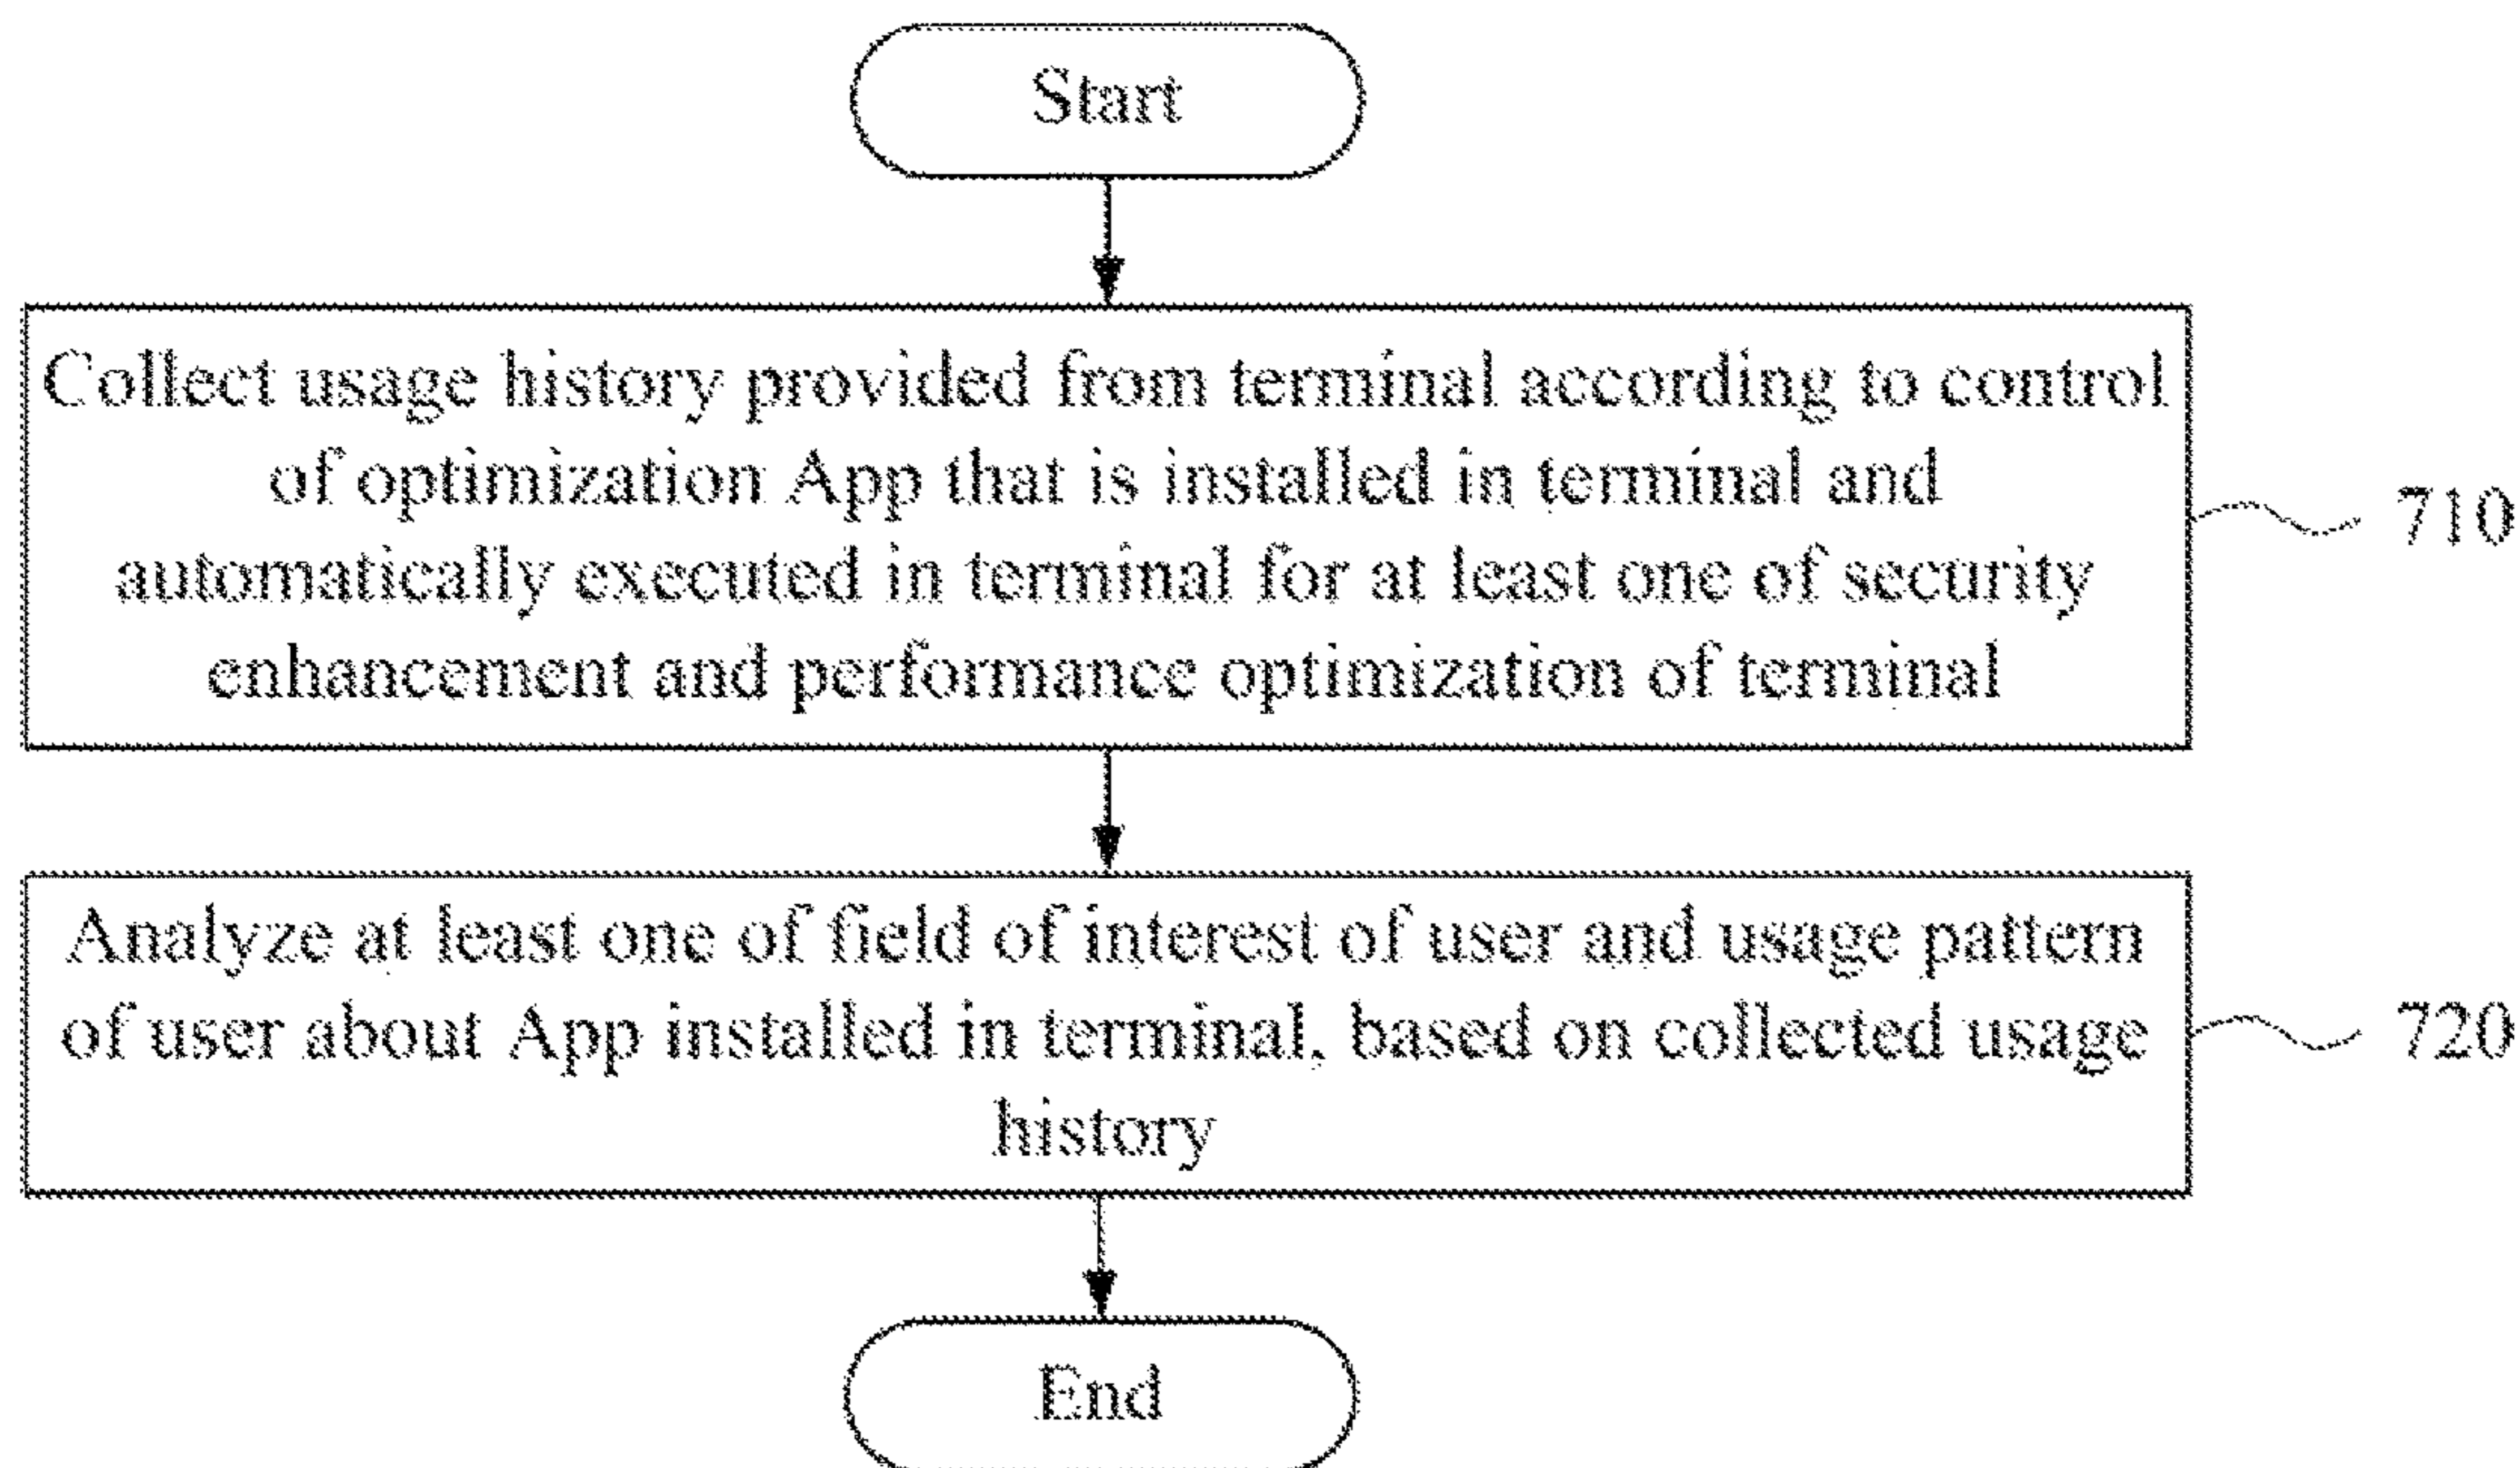 Start
Collect usage history provided from terminal according to control
of optimization App that is installed in terminal and
automatically executed in terminal for at least one of security
enhancement and performance optimization of terminal
710
Analyze at least one of field of interest of user and usage pattern
of user about App installed in terminal, based on collected usage
history
720
End